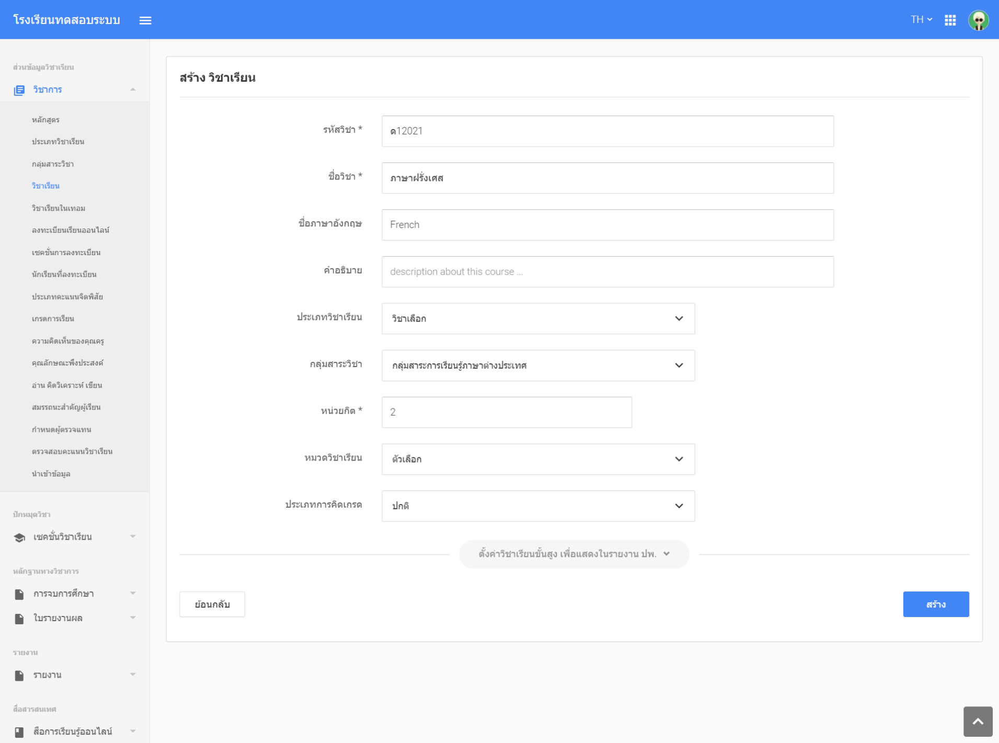 โรงเรียนทดสอบระบบ
TH
ส่วนข้อมูลวิชาเรียน
วิชาการ
หลักสูตร
ประเภทวิชาเรียน
กลุ่มสาระวิชา
วิชาเรียน
วิชาเรียนในเทอม
ลงทะเบียนเรียนออนไลน์
เซคชั่นการลงทะเบียน
นักเรียนที่ลงทะเบียน
ประเภทคะแนนจิตพิสัย
เกรดการเรียน
ความคิดเห็นของคุณครู
คุณลักษณะพึงประสงค์
อ่าน คิดวิเคราะห์ เขียน
สมรรถนะสำคัญผู้เรียน
กำหนดผู้ตรวจแทน
ตรวจสอบคะแนนวิชาเรียน
นำเข้าข้อมูล
ปักหมุดวิชา
เซคชั่นวิชาเรียน
หลักฐานทางวิชาการ
การจบการศึกษา
ใบรายงานผล
รายงาน
รายงาน
สื่อสารสนเทศ
สื่อการเรียนรู้ออนไลน์
สร้าง วิชาเรียน
รหัสวิชา * ด12021
ชื่อวิชา * ภาษาฝรั่งเศส
ชื่อภาษาอังกฤษ French
คำอธิบาย description about this course ...
ประเภทวิชาเรียน วิชาเลือก
กลุ่มสาระวิชา กลุ่มสาระการเรียนรู้ภาษาต่างประเทศ
หน่วยกิต * 2
หมวดวิชาเรียน ตัวเลือก
ประเภทการคิดเกรด ปกติ
ตั้งค่าวิชาเรียนขั้นสูง เพื่อแสดงในรายงาน ปพ.
ย้อนกลับ สร้าง